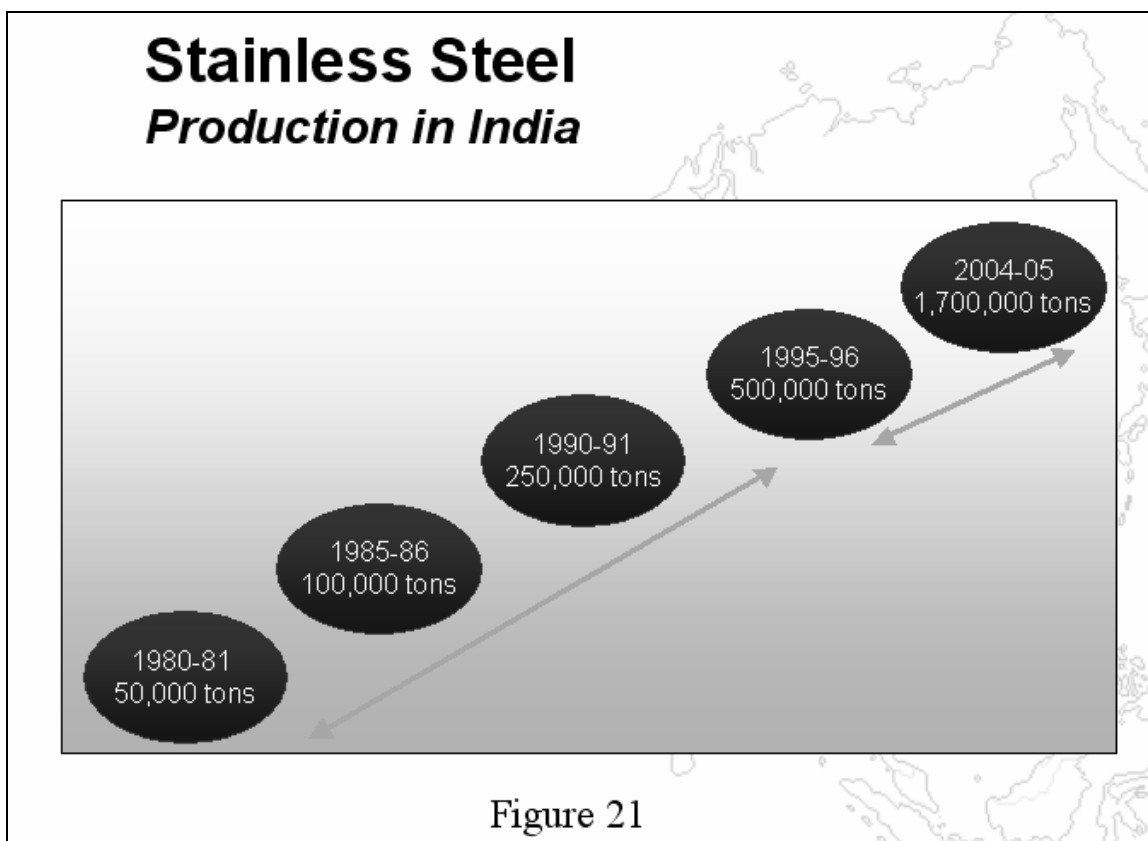 Stainless Steel
Production in India
2004-05
1,700,000 tons
1995-96
500,000 tons
1990-91
250,000 tons
1985-86
100,000 tons
1980-81
50,000 tons
Figure 21